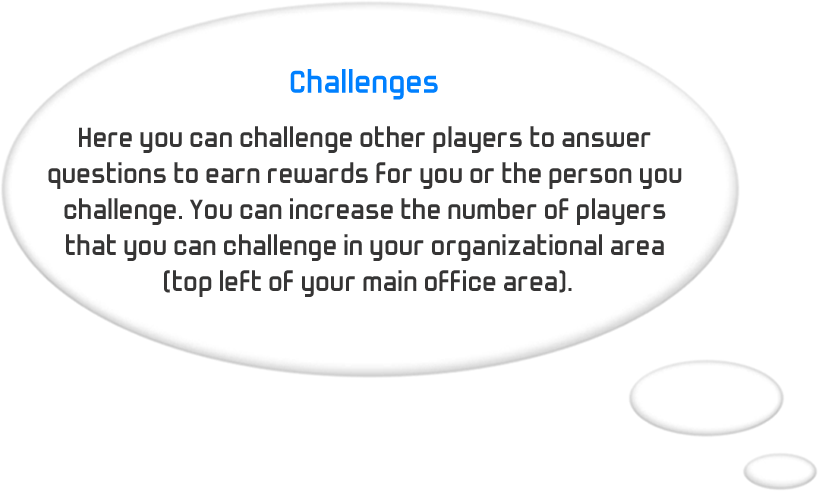 Challenges
Here you can challenge other players to answer
questions to earn rewards for you or the person you
challenge. You can increase the number of players
that you can challenge in your organizational area
(top left of your main office area).